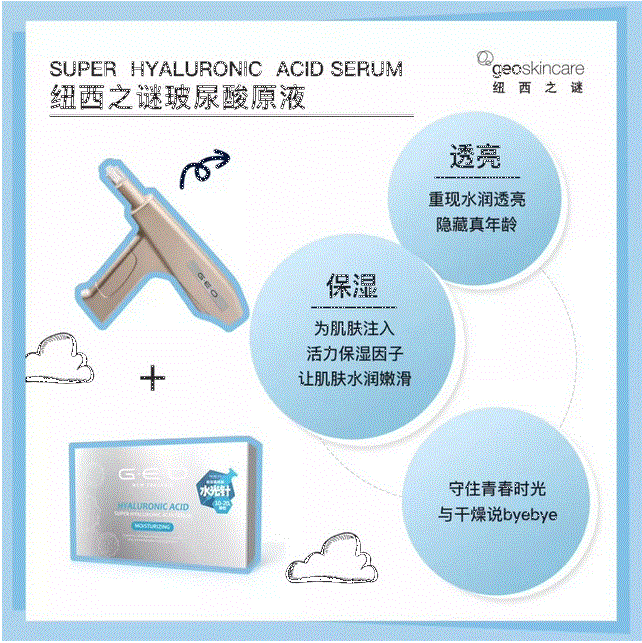 SUPER HYALURONIC ACID SERUM
纽西之谜玻尿酸原液
geoskincare
纽西之谜
透亮
重现水润透亮
隐藏真年龄
GEO
保湿
为肌肤注入
活力保湿因子
让肌肤水润嫩滑
GEO
水光针
HYALURONIC ACID
MOISTURIZING
守住青春时光
与干燥说byebye